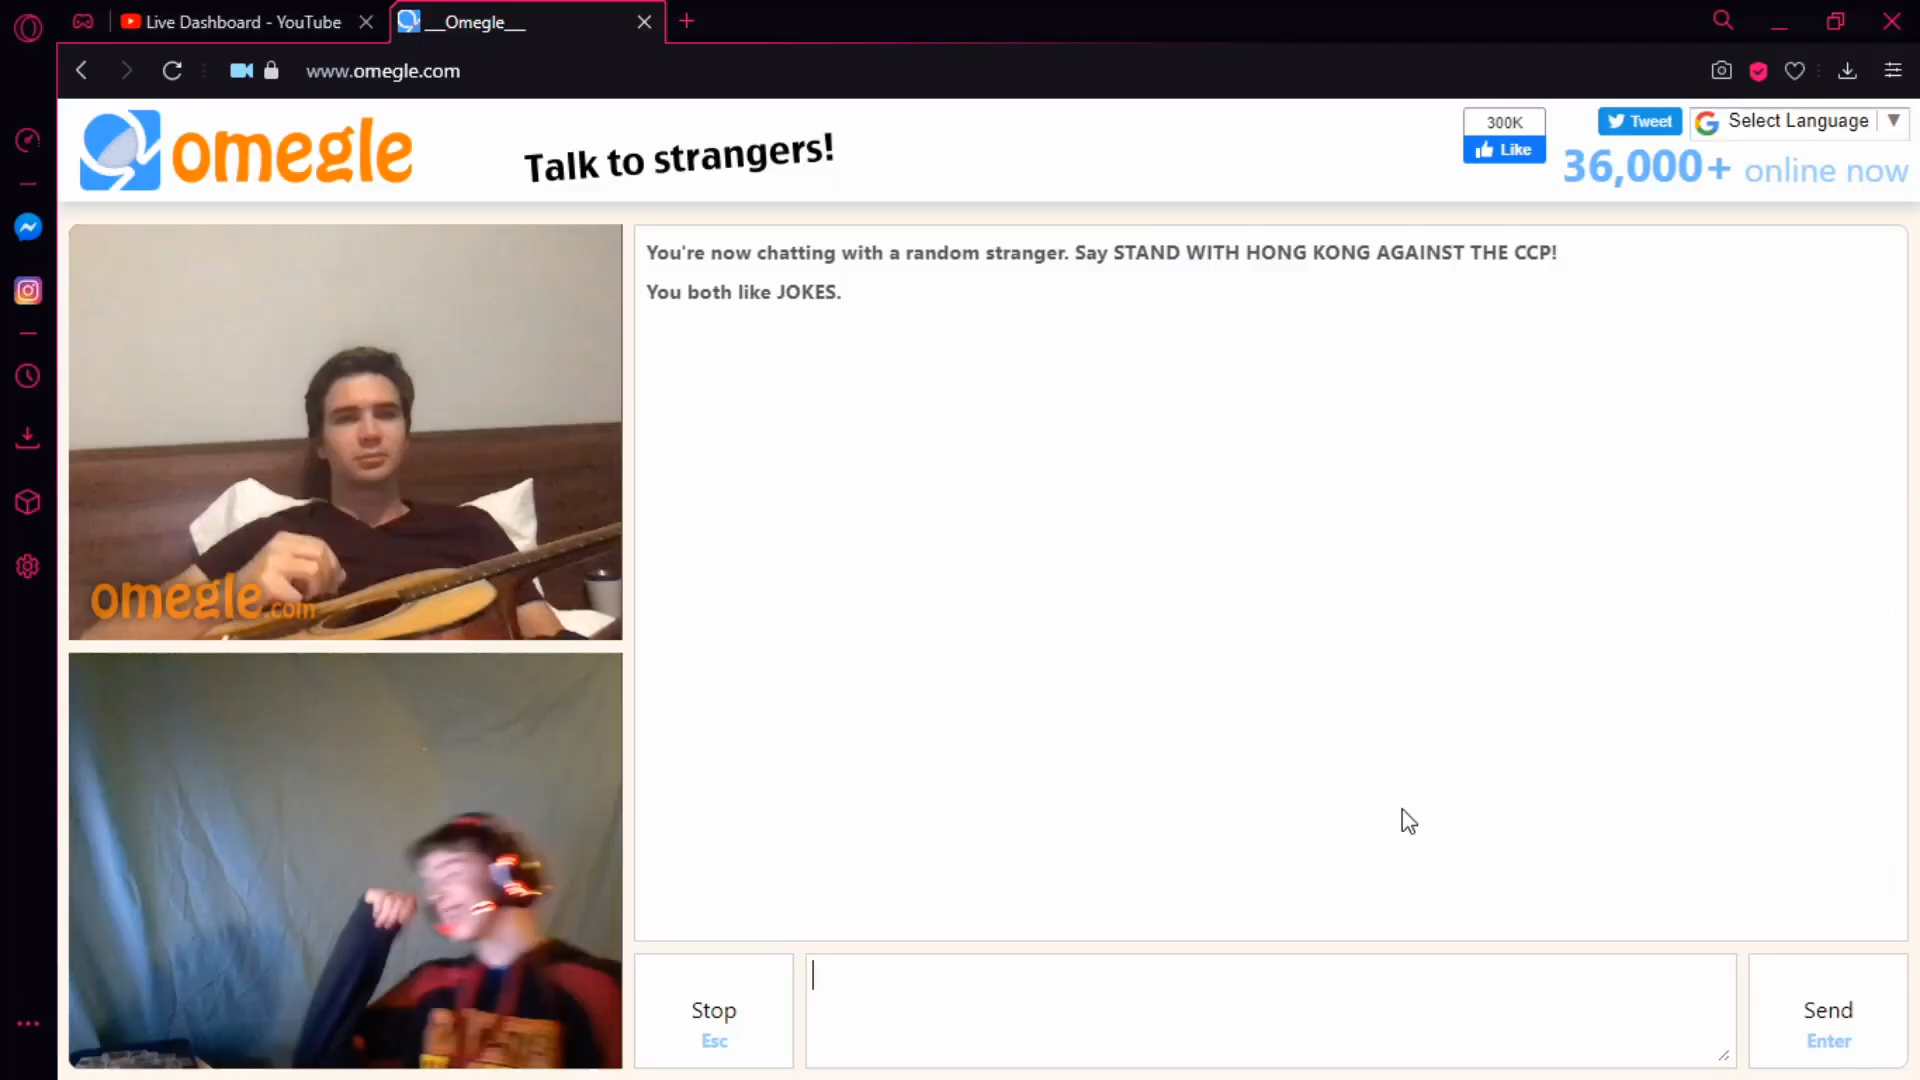 Live Dashboard - YouTube
__Omegle__
www.omegle.com
omegle
Talk to strangers!
300K
Like
Tweet
Select Language
36,000+ online now
You're now chatting with a random stranger. Say STAND WITH HONG KONG AGAINST THE CCP!
You both like JOKES.
omegle.com
Stop
Esc
Send
Enter